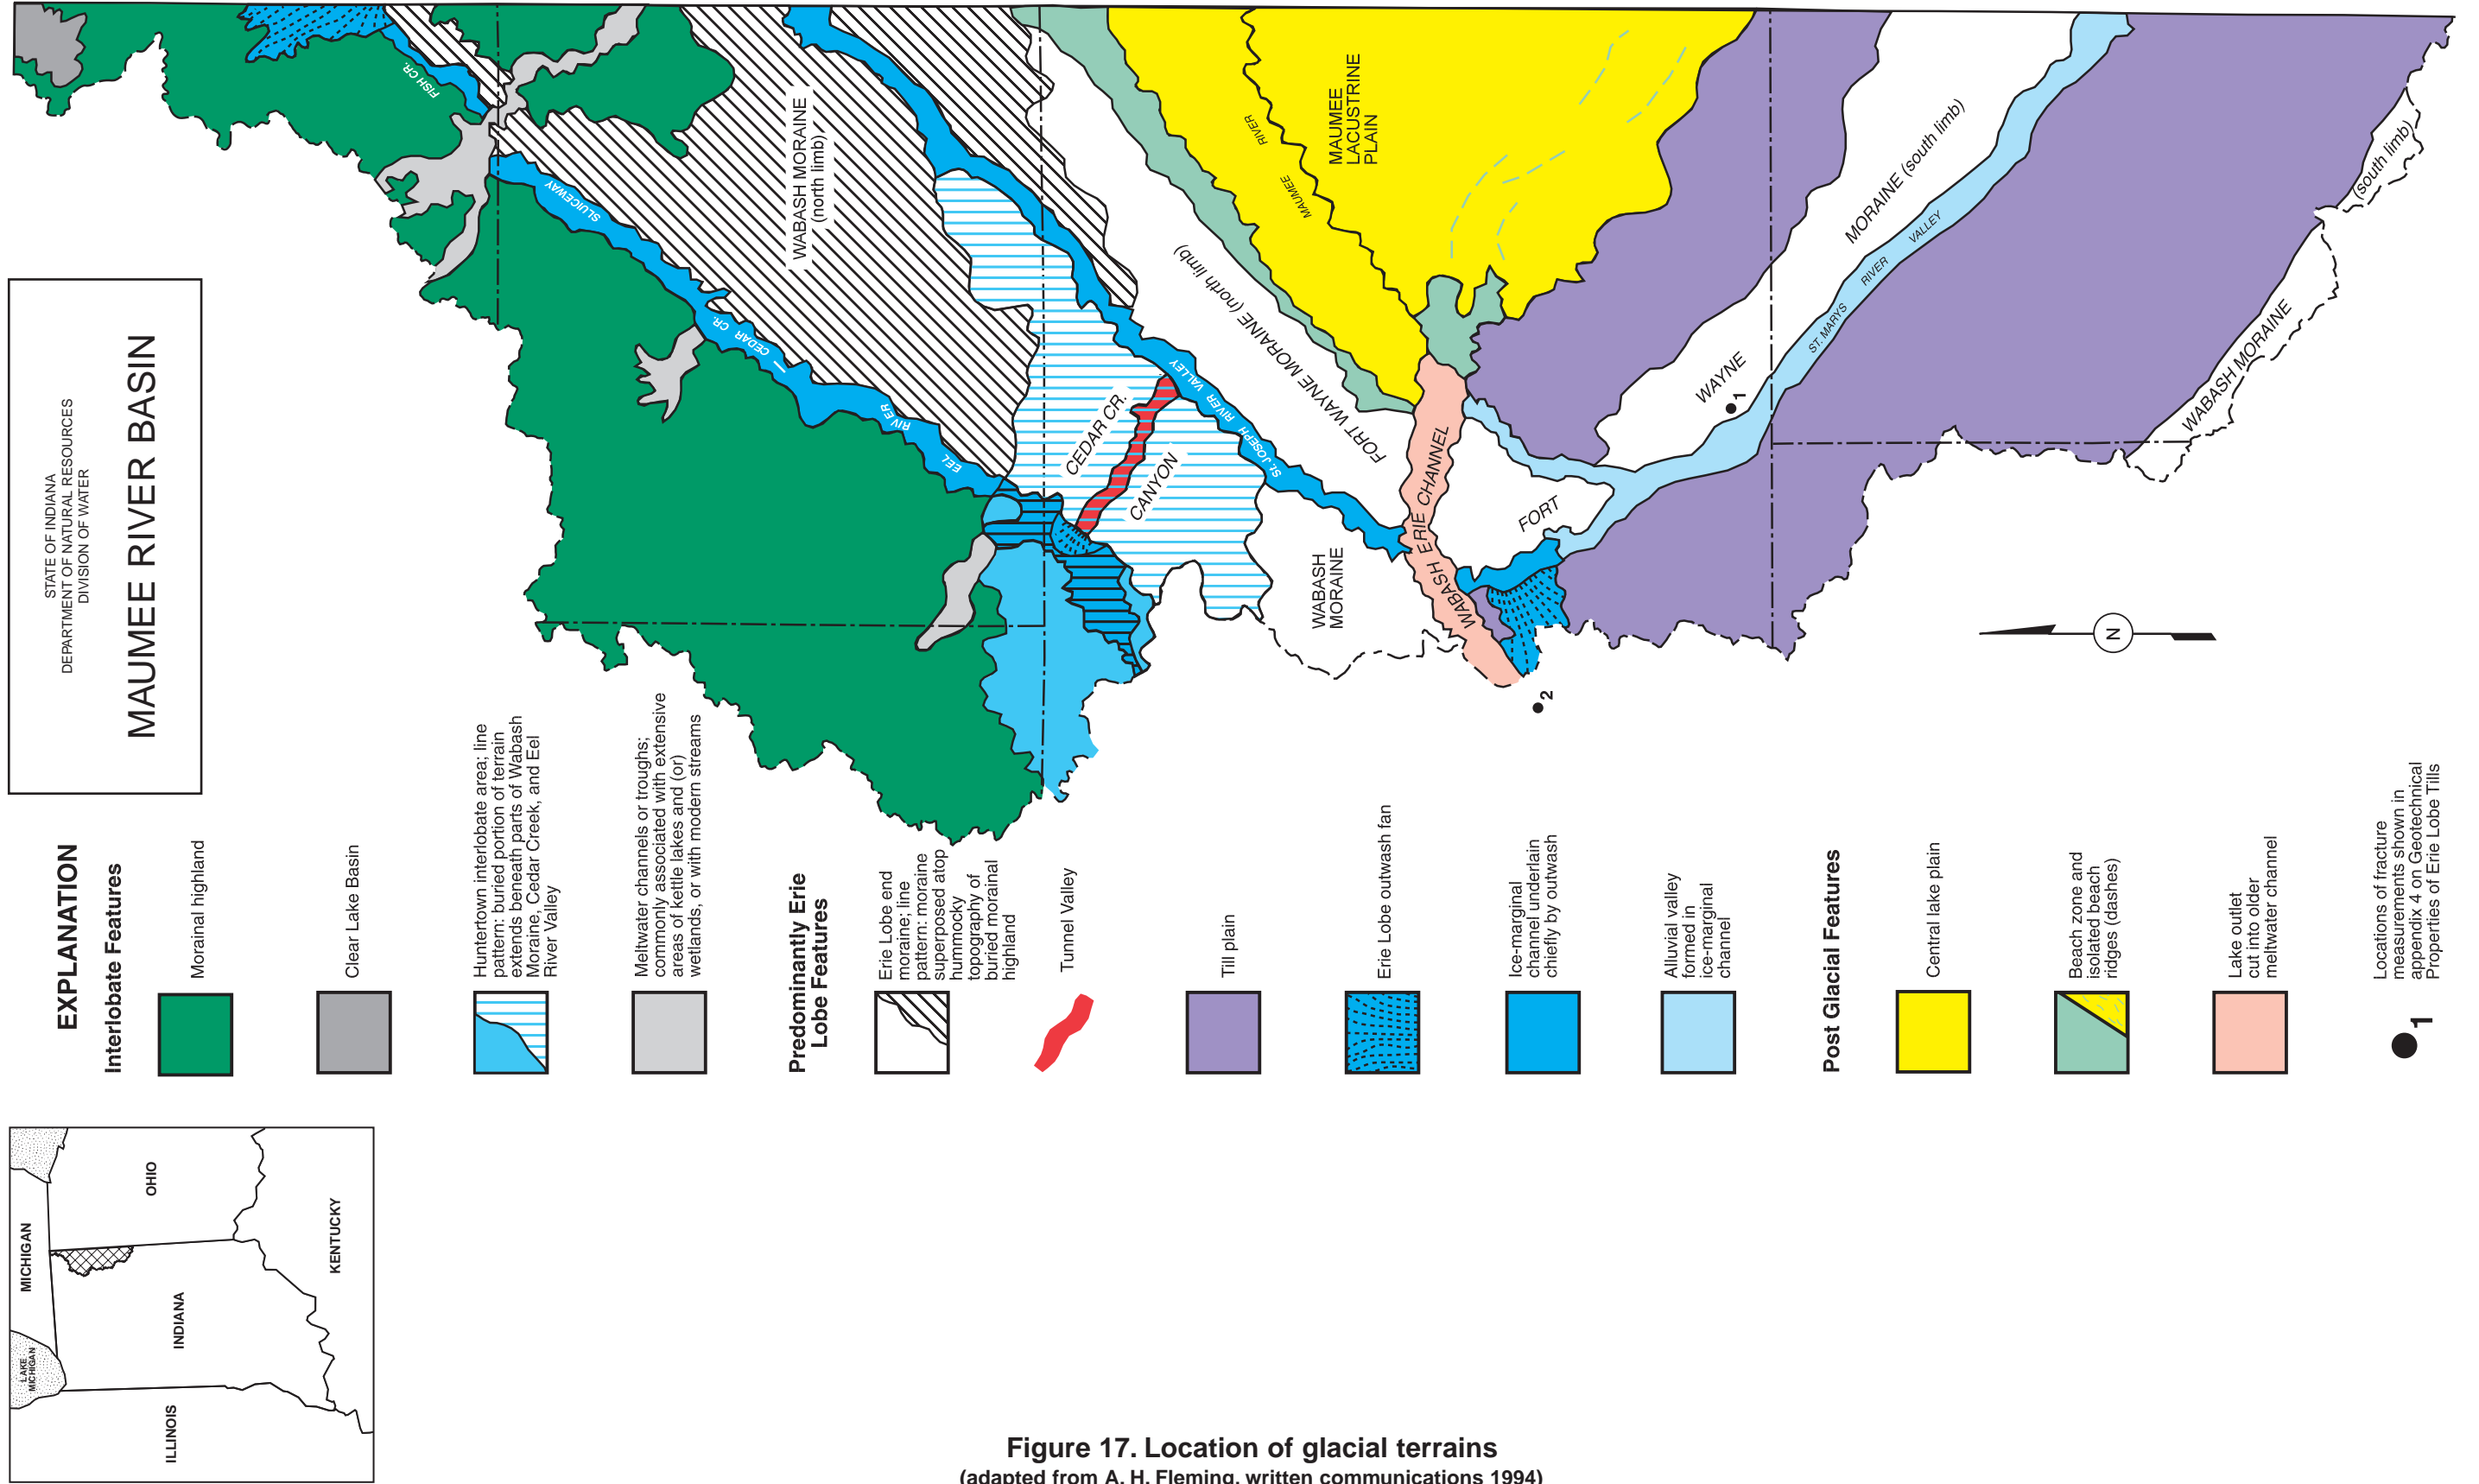 STATE OF INDIANA
DEPARTMENT OF NATURAL RESOURCES
DIVISION OF WATER
MAUMEE RIVER BASIN
EXPLANATION
Interlobate Features
Morainal highland
Clear Lake Basin
Huntertown interlobate area; line
pattern: buried portion of terrain
extends beneath parts of Wabash
Moraine, Cedar Creek, and Eel
River Valley
Meltwater channels or troughs;
commonly associated with extensive
areas of kettle lakes and (or)
wetlands, or with modern streams
Predominantly Erie
Lobe Features
Erie Lobe end
moraine; line
pattern: moraine
superposed atop
hummocky
topography of
buried morainal
highland
Tunnel Valley
Till plain
Erie Lobe outwash fan
Ice-marginal
channel underlain
chiefly by outwash
Alluvial valley
formed in
ice-marginal
channel
Post Glacial Features
Central lake plain
Beach zone and
isolated beach
ridges (dashes)
Lake outlet
cut into older
meltwater channel
1
Locations of fracture
measurements shown in
appendix 4 on Geotechnical
Properties of Erie Lobe Tills
FISH CR.
SLUICEWAY
CEDAR CR.
—
RIVER
EEL
WABASH MORAINE
(north limb)
CEDAR CR.
CANYON
ST. JOSEPH RIVER VALLEY
WABASH
MORAINE
FORT WAYNE MORAINE (north limb)
MAUMEE RIVER
MAUMEE
LACUSTRINE
PLAIN
WABASH ERIE CHANNEL
FORT
WAYNE
MORAINE (south limb)
ST. MARYS RIVER VALLEY
WABASH MORAINE
(south limb)
1
2
N
LAKE
MICHIGAN
MICHIGAN
OHIO
INDIANA
ILLINOIS
KENTUCKY
Figure 17. Location of glacial terrains
(adapted from A. H. Fleming, written communications 1994)